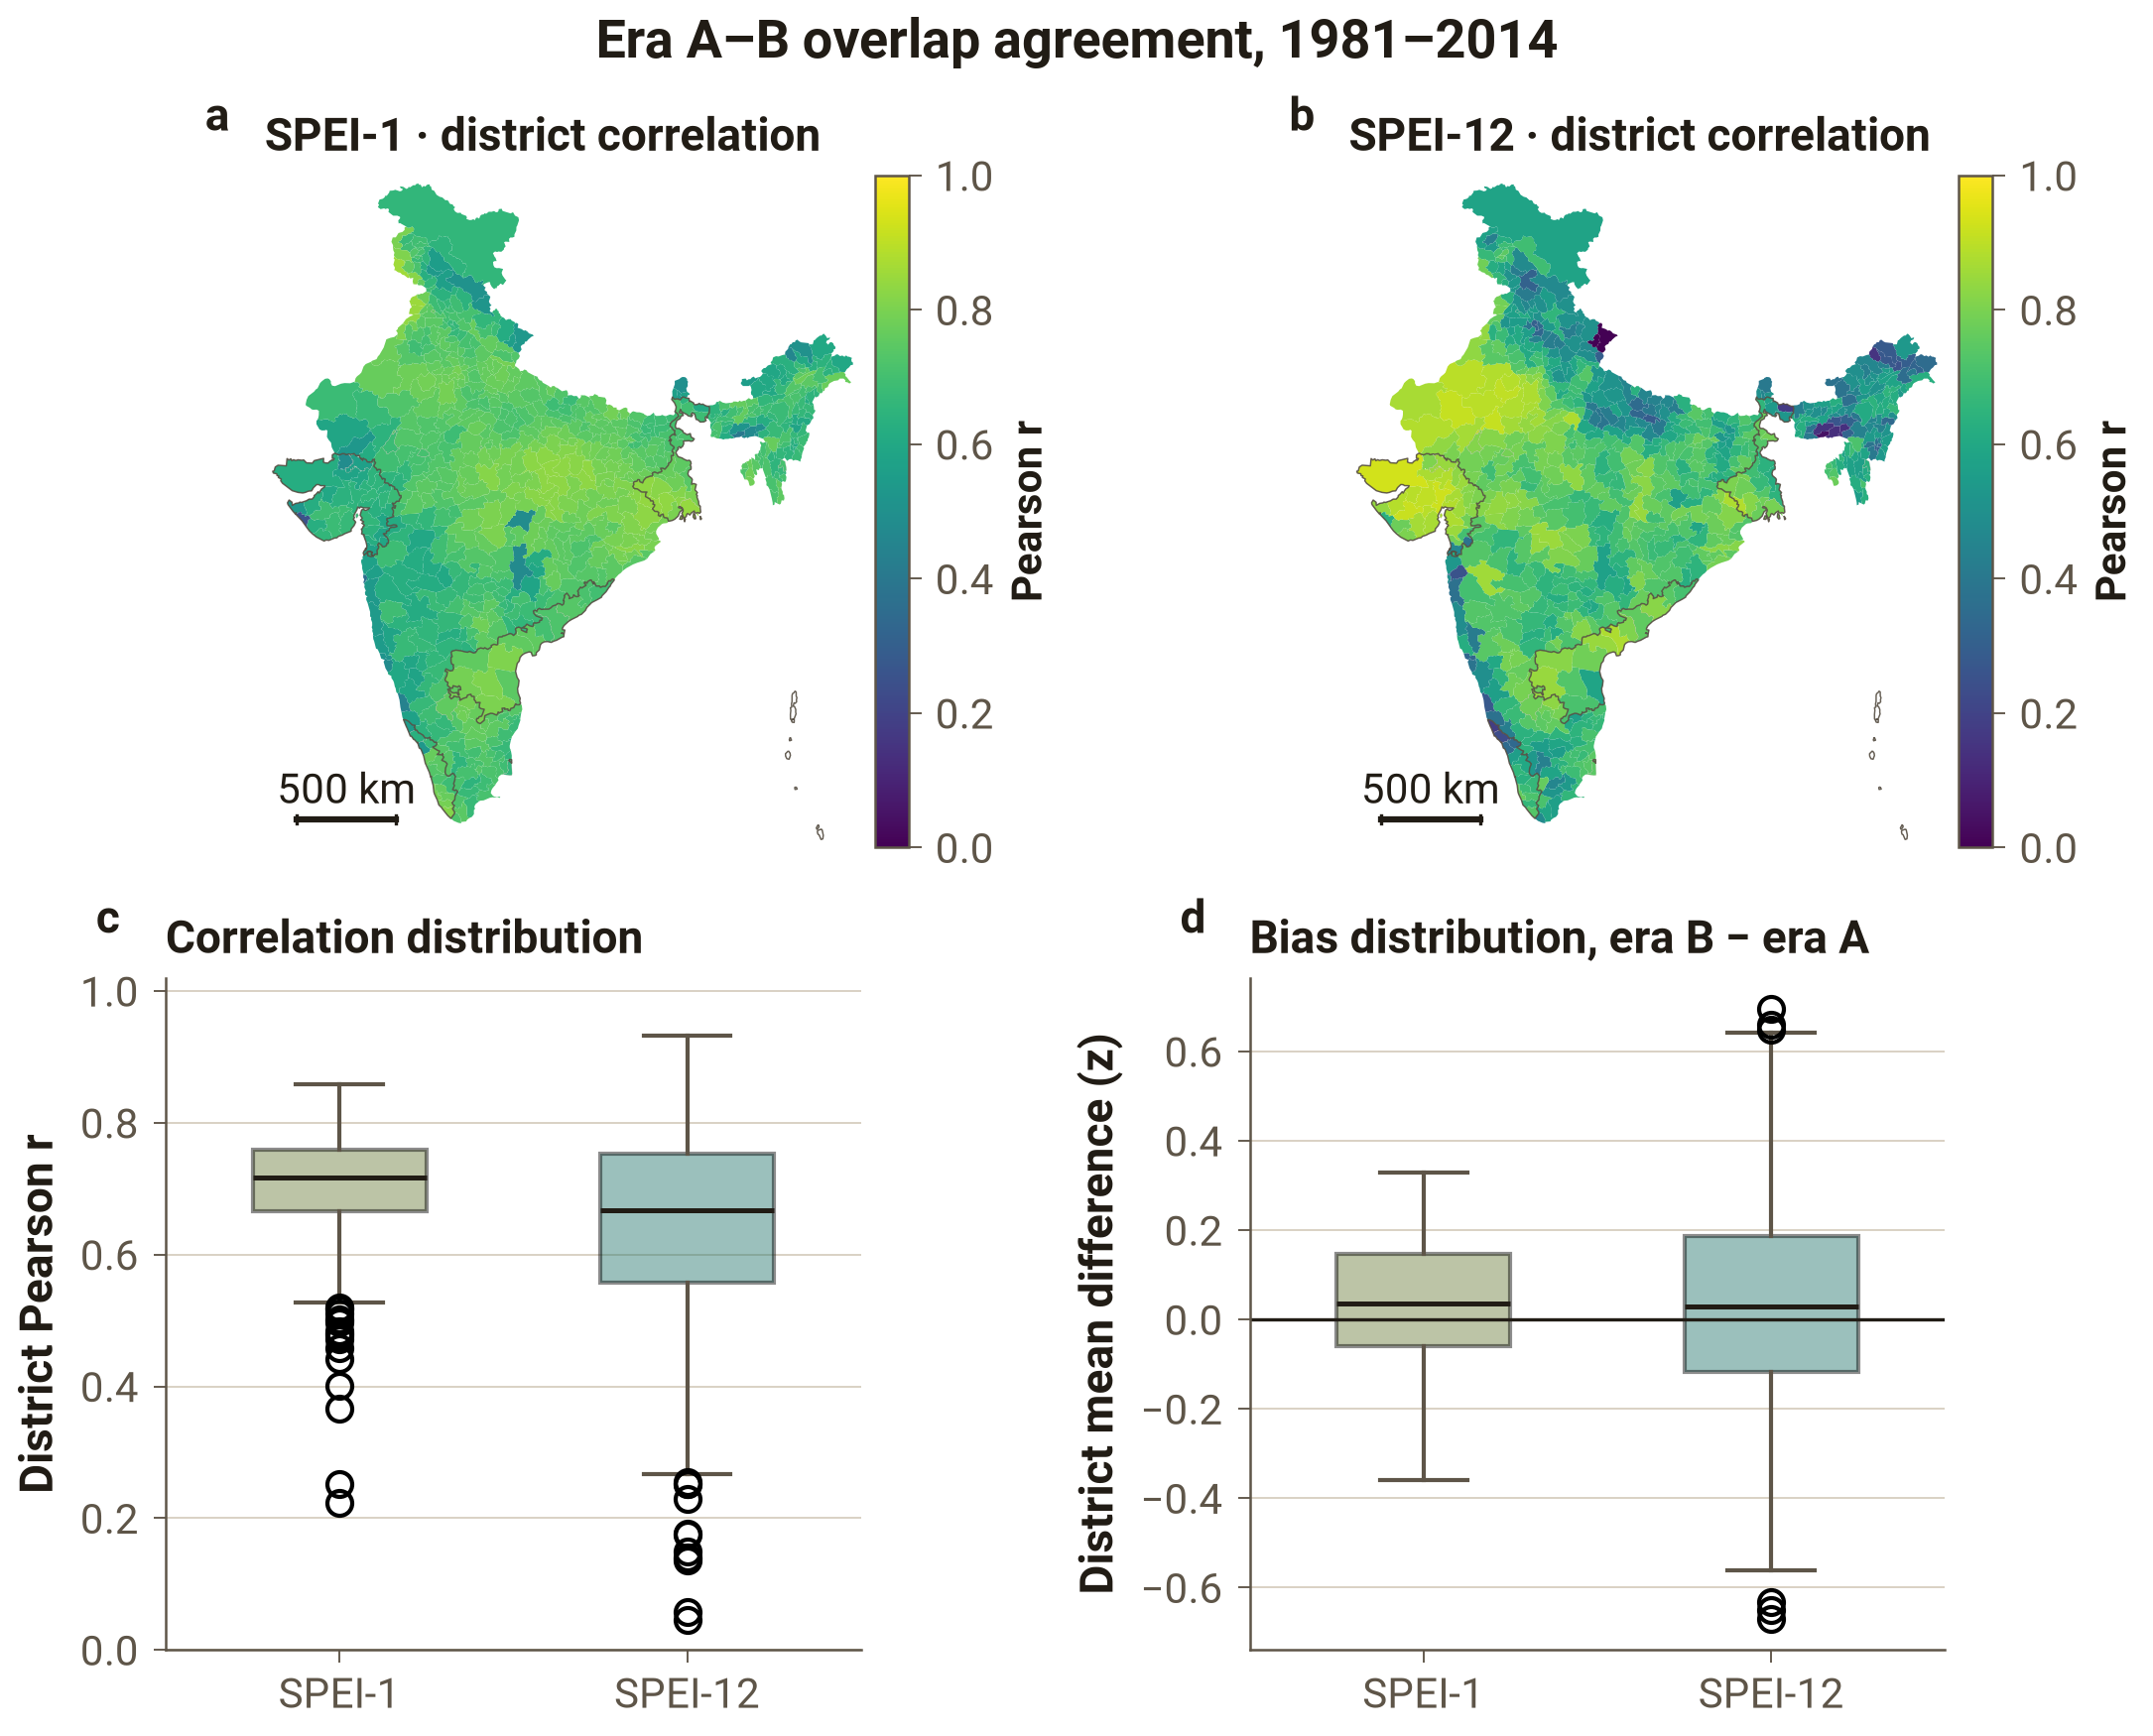 Era A–B overlap agreement, 1981–2014
a
SPEI-1 · district correlation
1.0
0.8
0.6
0.4
0.2
0.0
Pearson r
500 km
b
SPEI-12 · district correlation
1.0
0.8
0.6
0.4
0.2
0.0
Pearson r
500 km
c
Correlation distribution
District Pearson r
1.0
0.8
0.6
0.4
0.2
0.0
SPEI-1
SPEI-12
d
Bias distribution, era B − era A
District mean difference (z)
0.6
0.4
0.2
0.0
−0.2
−0.4
−0.6
SPEI-1
SPEI-12